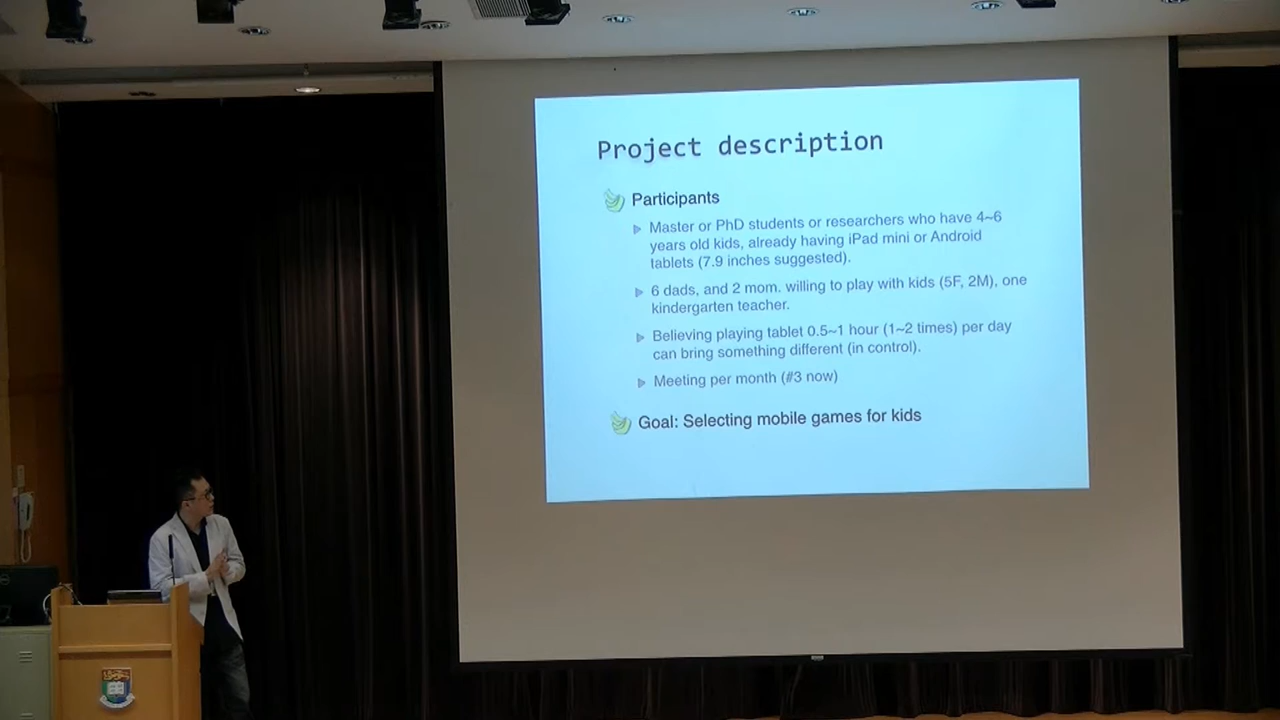 Project description
Participants
Master or PhD students or researchers who have 4~6
years old kids, already having iPad mini or Android
tablets (7.9 inches suggested).
6 dads, and 2 mom. willing to play with kids (5F, 2M), one
kindergarten teacher.
Believing playing tablet 0.5~1 hour (1~2 times) per day
can bring something different (in control).
Meeting per month (#3 now)
Goal: Selecting mobile games for kids